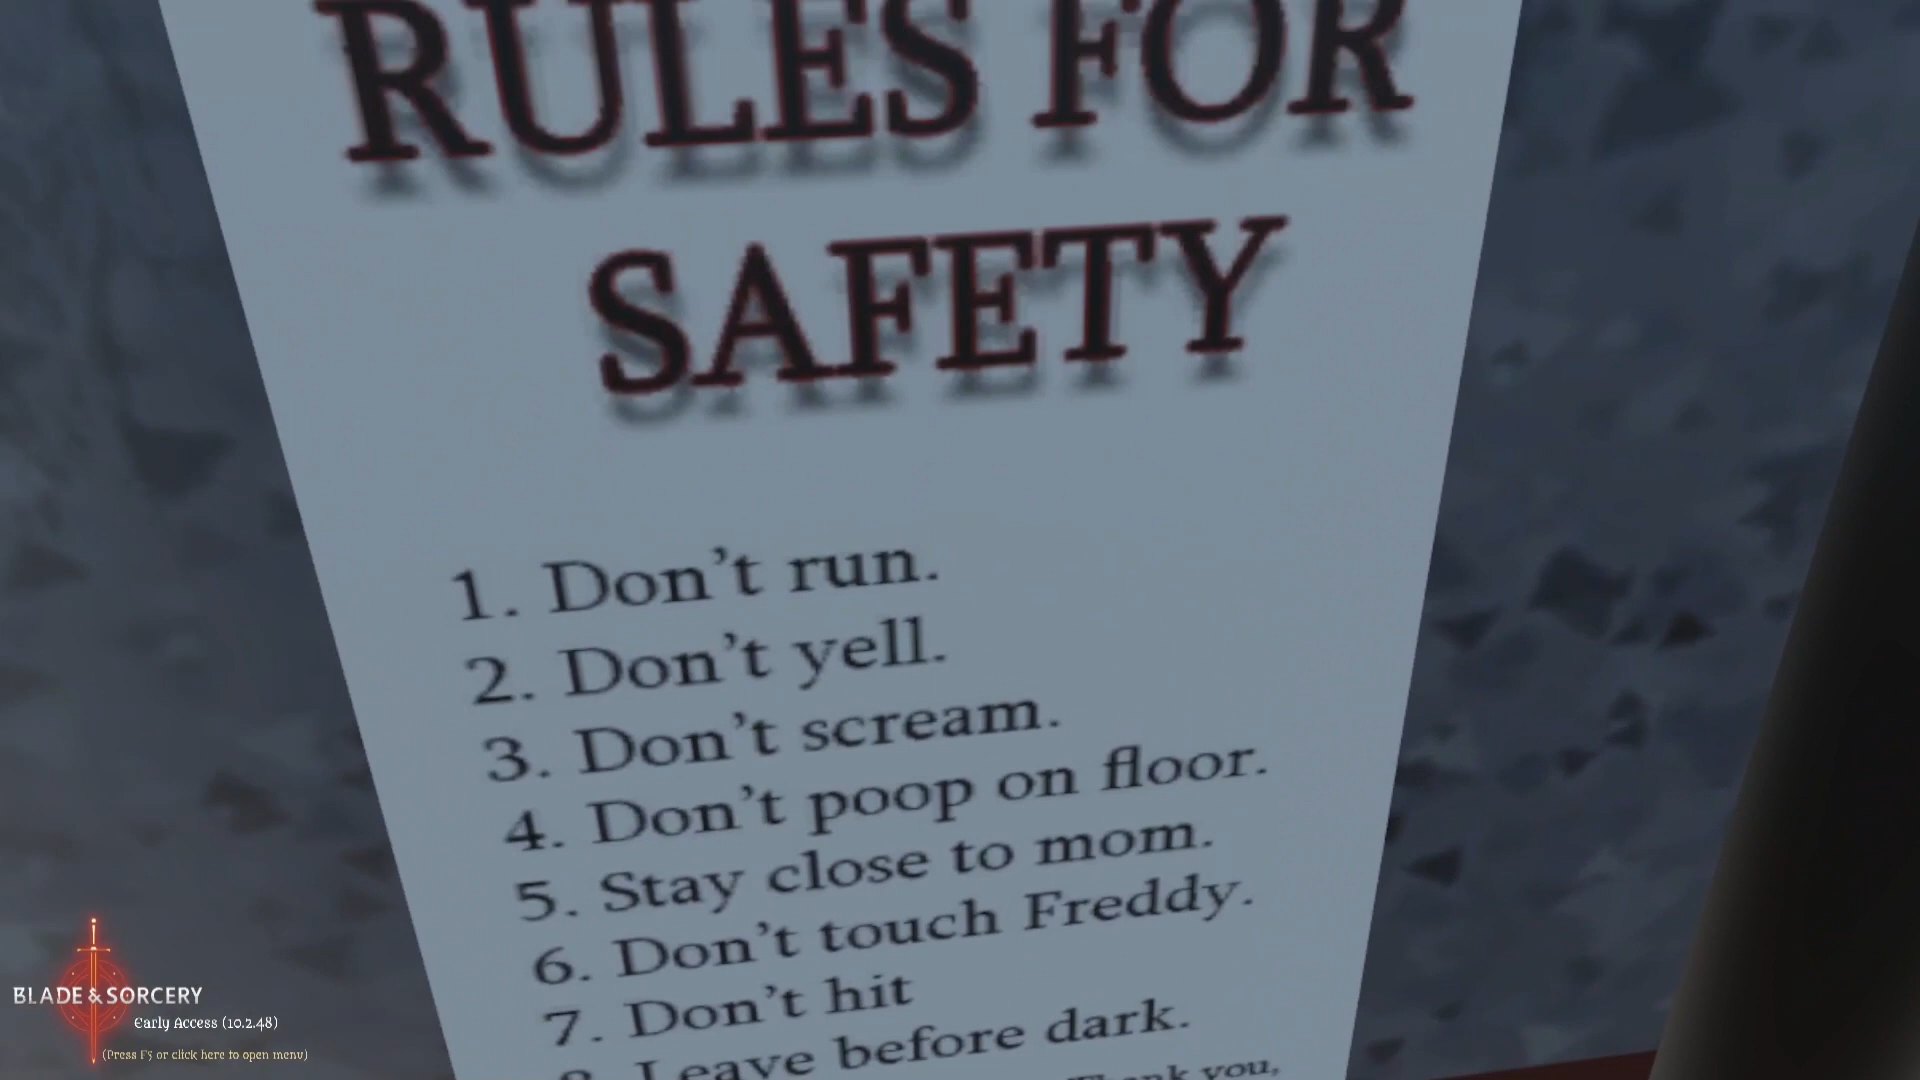 RULES FOR
SAFETY
1. Don't run.
2. Don't yell.
3. Don't scream.
4. Don't poop on floor.
5. Stay close to mom.
6. Don't touch Freddy.
7. Don't hit
8. Leave before dark.
Thank you,
BLADE & SORCERY
Early Access (10.2.48)
(Press F5 or click here to open menu)